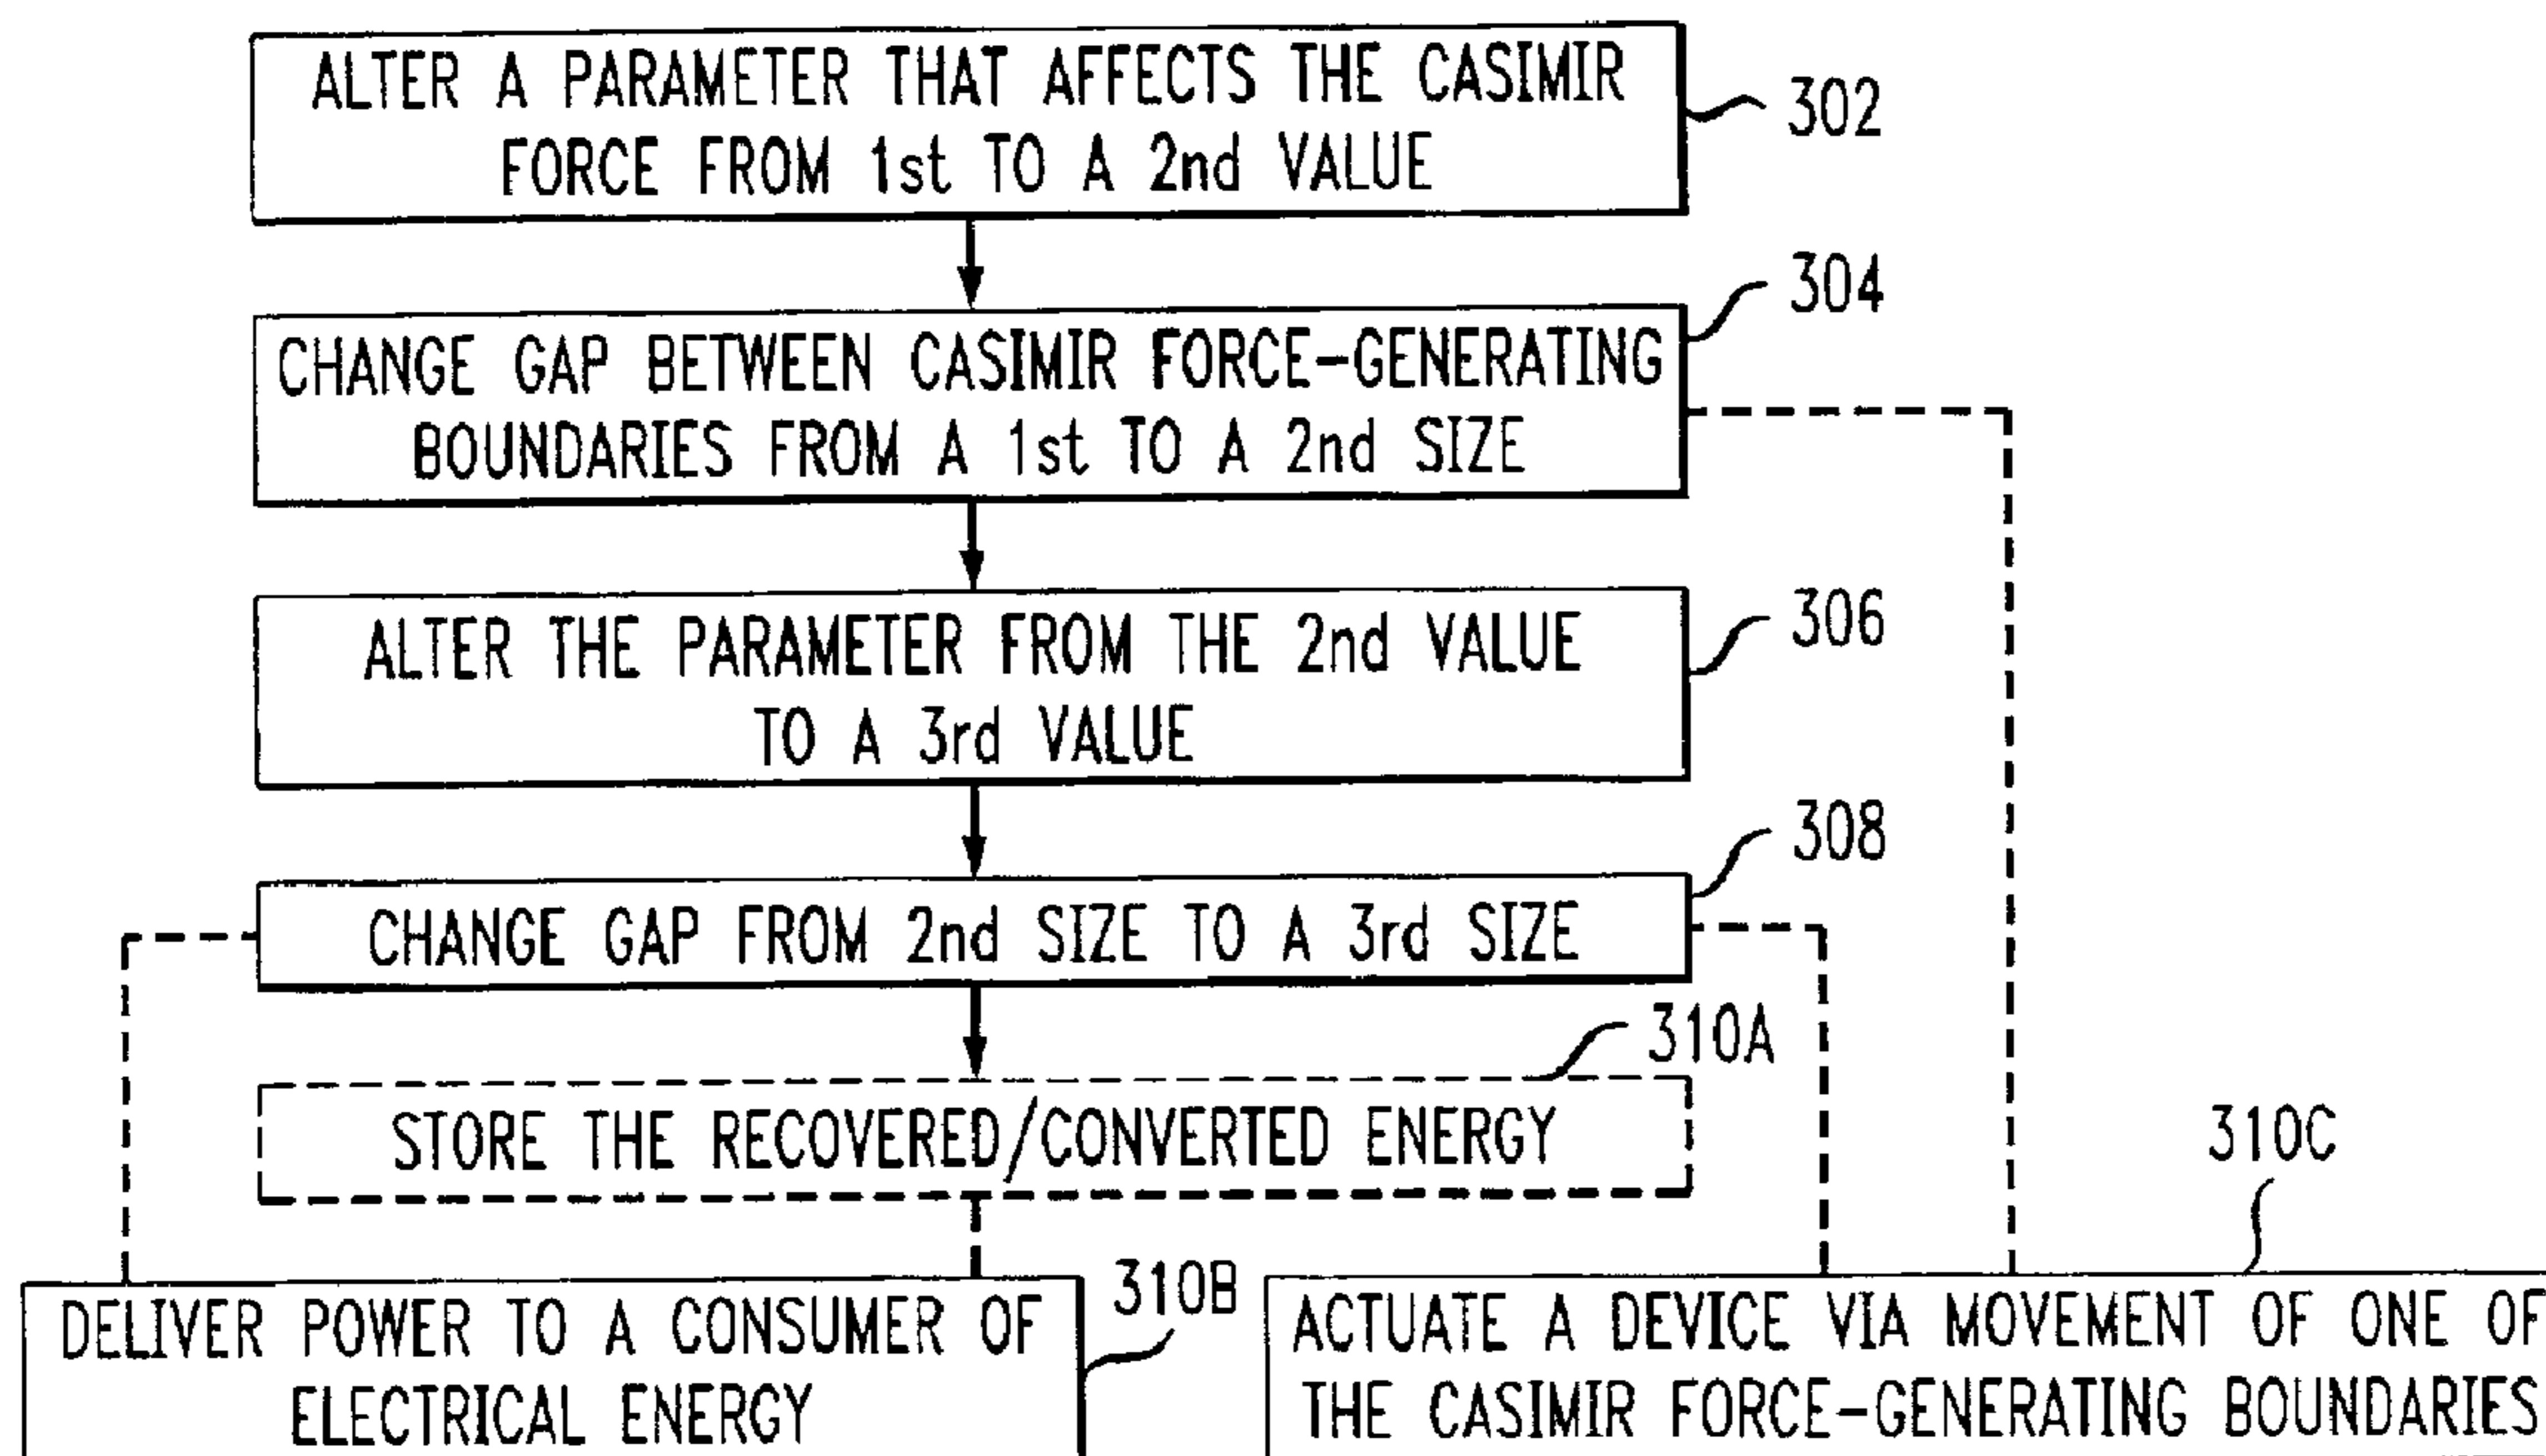 ALTER A PARAMETER THAT AFFECTS THE CASIMIR
FORCE FROM 1st TO A 2nd VALUE
302
304
CHANGE GAP BETWEEN CASIMIR FORCE-GENERATING
BOUNDARIES FROM A 1st TO A 2nd SIZE
306
ALTER THE PARAMETER FROM THE 2nd VALUE
TO A 3rd VALUE
308
CHANGE GAP FROM 2nd SIZE TO A 3rd SIZE
310A
STORE THE RECOVERED/CONVERTED ENERGY
310C
310B
DELIVER POWER TO A CONSUMER OF
ELECTRICAL ENERGY
ACTUATE A DEVICE VIA MOVEMENT OF ONE OF
THE CASIMIR FORCE-GENERATING BOUNDARIES